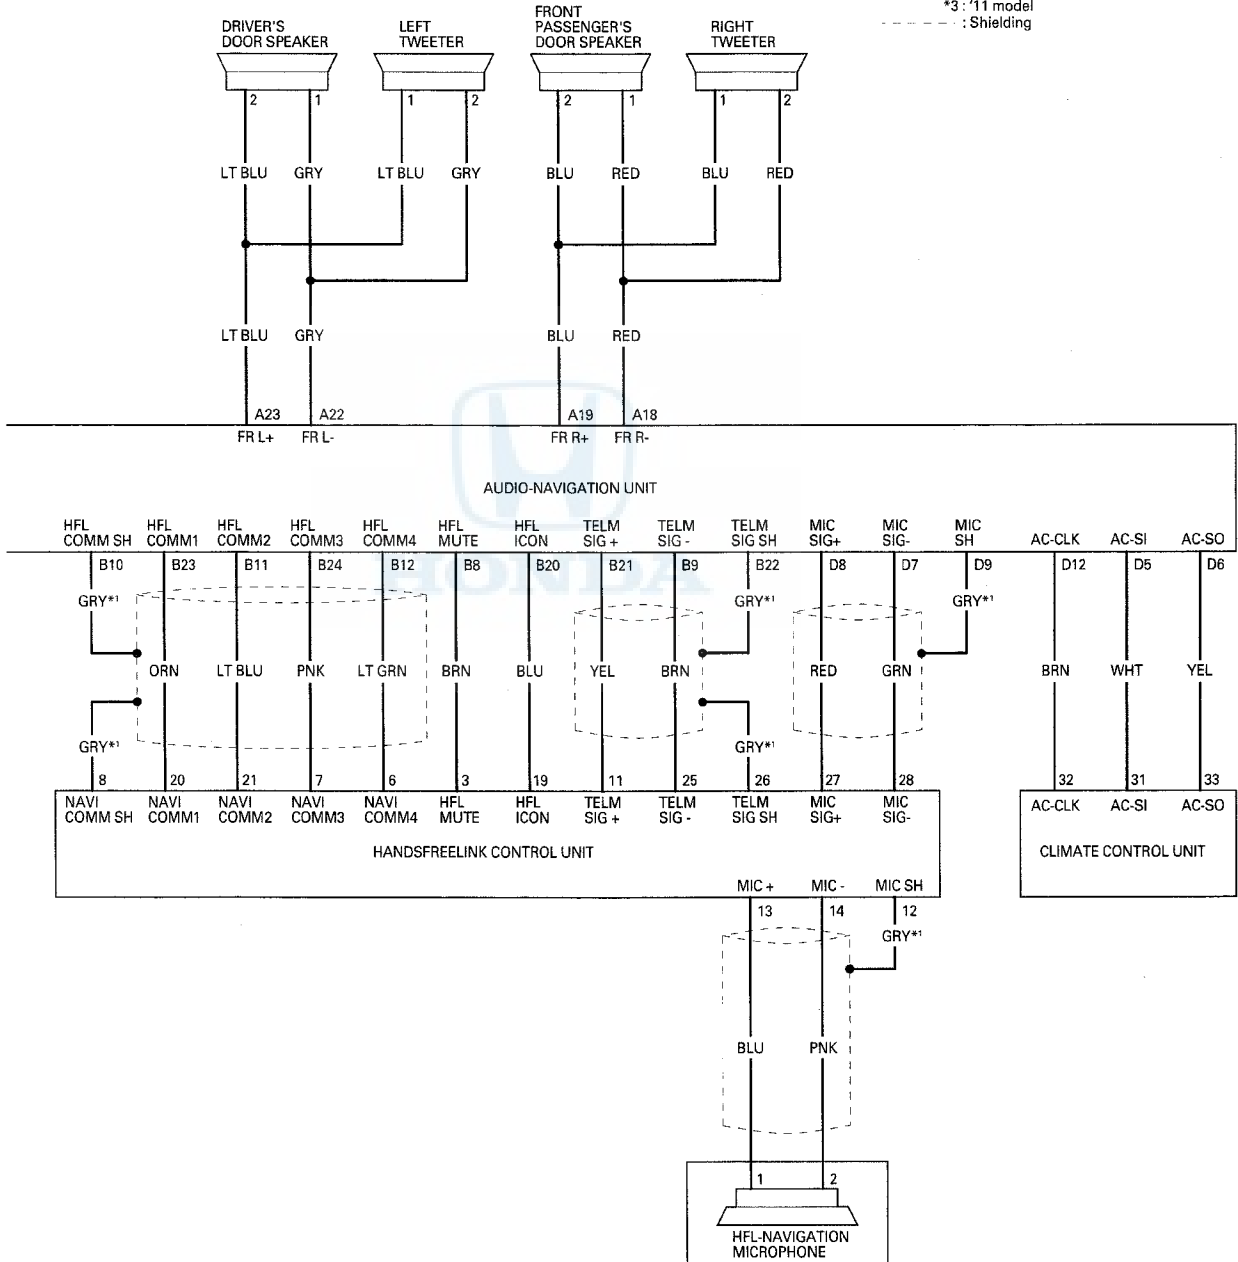 *3 : '11 model
: Shielding
DRIVER'S
DOOR SPEAKER
LEFT
TWEETER
FRONT
PASSENGER'S
DOOR SPEAKER
RIGHT
TWEETER
2 1 1 2 2 1 1 2
LT BLU GRY LT BLU GRY BLU RED BLU RED
LT BLU GRY BLU RED
A23 A22 A19 A18
FR L+ FR L- FR R+ FR R-
AUDIO-NAVIGATION UNIT
HFL
COMM SH
HFL
COMM1
HFL
COMM2
HFL
COMM3
HFL
COMM4
HFL
MUTE
HFL
ICON
TELM
SIG +
TELM
SIG -
TELM
SIG SH
MIC
SIG+
MIC
SIG-
MIC
SH
AC-CLK AC-SI AC-SO
HONDA
B10 B23 B11 B24 B12 B8 B20 B21 B9 B22 D8 D7 D9 D12 D5 D6
GRY*1 GRY*1 GRY*1
ORN LT BLU PNK LT GRN BRN BLU YEL BRN RED GRN BRN WHT YEL
GRY*1 GRY*1
8 20 21 7 6 3 19 11 25 26 27 28 32 31 33
NAVI
COMM SH
NAVI
COMM1
NAVI
COMM2
NAVI
COMM3
NAVI
COMM4
HFL
MUTE
HFL
ICON
TELM
SIG +
TELM
SIG -
TELM
SIG SH
MIC
SIG+
MIC
SIG-
AC-CLK AC-SI AC-SO
HANDSFREELINK CONTROL UNIT
CLIMATE CONTROL UNIT
MIC + MIC - MIC SH
13 14 12
GRY*1
BLU PNK
1 2
HFL-NAVIGATION
MICROPHONE